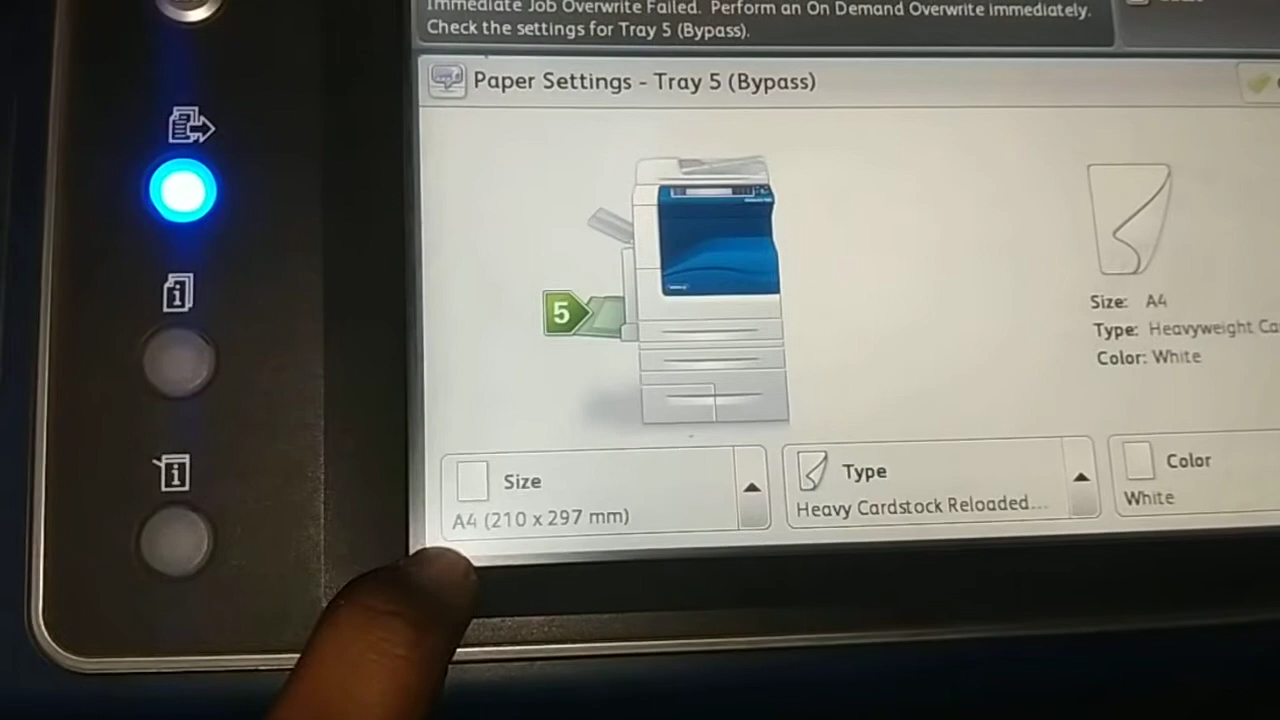 Immediate Job Overwrite Failed. Perform an On Demand Overwrite immediately.
Check the settings for Tray 5 (Bypass).
Paper Settings - Tray 5 (Bypass)
5
Size: A4
Type: Heavyweight Ca
Color: White
Size
A4 (210 x 297 mm)
Type
Heavy Cardstock Reloaded...
Color
White